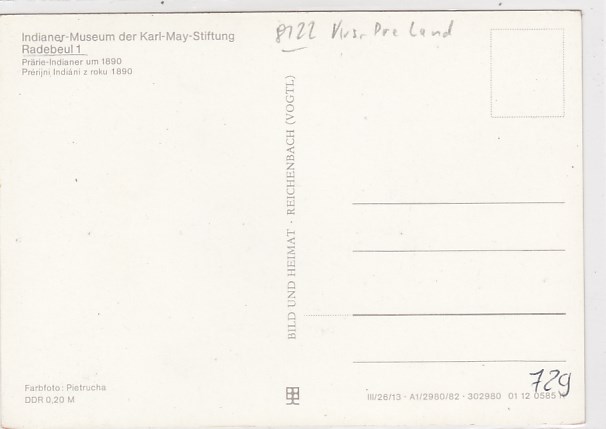 Indianer-Museum der Karl-May-Stiftung
Radebeul 1
Prärie-Indianer um 1890
Prérijní Indiáni z roku 1890
8122
Land
BILD UND HEIMAT · REICHENBACH (VOGTL)
Farbfoto: Pietrucha
DDR 0,20 M
729
III/26/13 · A1/2980/82 · 302980 01 12 0585